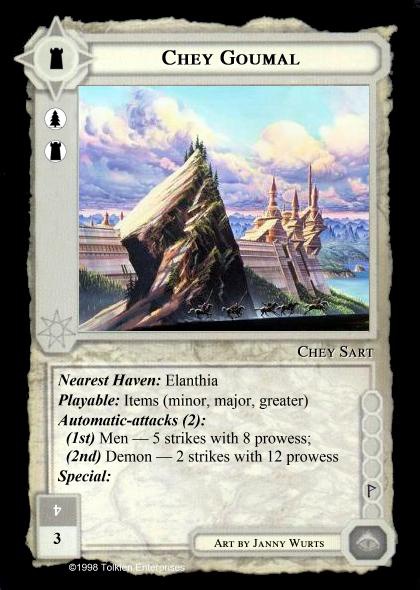 CHEY GOUMAL
CHEY SART
Nearest Haven: Elanthia
Playable: Items (minor, major, greater)
Automatic-attacks (2):
(1st) Men — 5 strikes with 8 prowess;
(2nd) Demon — 2 strikes with 12 prowess
Special:
4
3
ART BY JANNY WURTS
©1998 Tolkien Enterprises